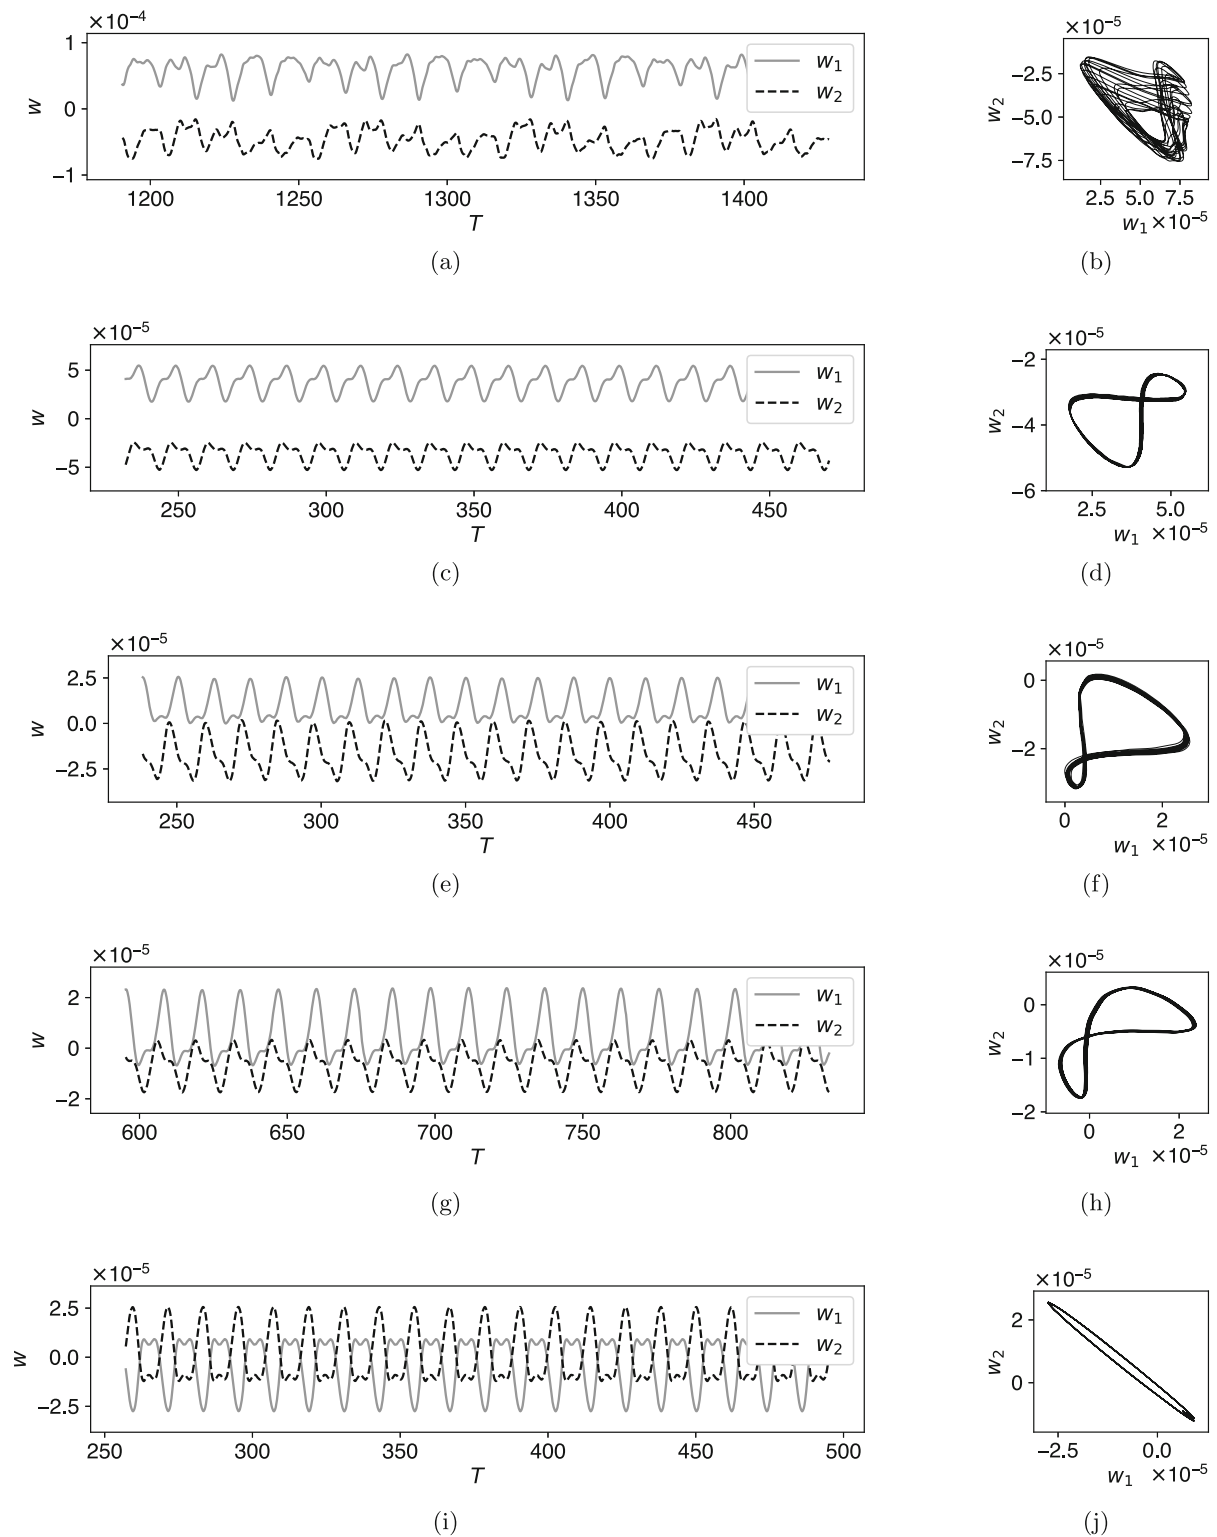 ×10⁻⁴
1
0
−1
w
w₁
w₂
1200 1250 1300 1350 1400
T
(a)
×10⁻⁵
−2.5
−5.0
−7.5
w₂
2.5 5.0 7.5
w₁ ×10⁻⁵
(b)
×10⁻⁵
5
0
−5
w
w₁
w₂
250 300 350 400 450
T
(c)
×10⁻⁵
−2
−4
−6
w₂
2.5 5.0
w₁ ×10⁻⁵
(d)
×10⁻⁵
2.5
0.0
−2.5
w
w₁
w₂
250 300 350 400 450
T
(e)
×10⁻⁵
0
−2
w₂
0 2
w₁ ×10⁻⁵
(f)
×10⁻⁵
2
0
−2
w
w₁
w₂
600 650 700 750 800
T
(g)
×10⁻⁵
0
−1
−2
w₂
0 2
w₁ ×10⁻⁵
(h)
×10⁻⁵
2.5
0.0
−2.5
w
w₁
w₂
250 300 350 400 450 500
T
(i)
×10⁻⁵
2
0
w₂
−2.5 0.0
w₁ ×10⁻⁵
(j)